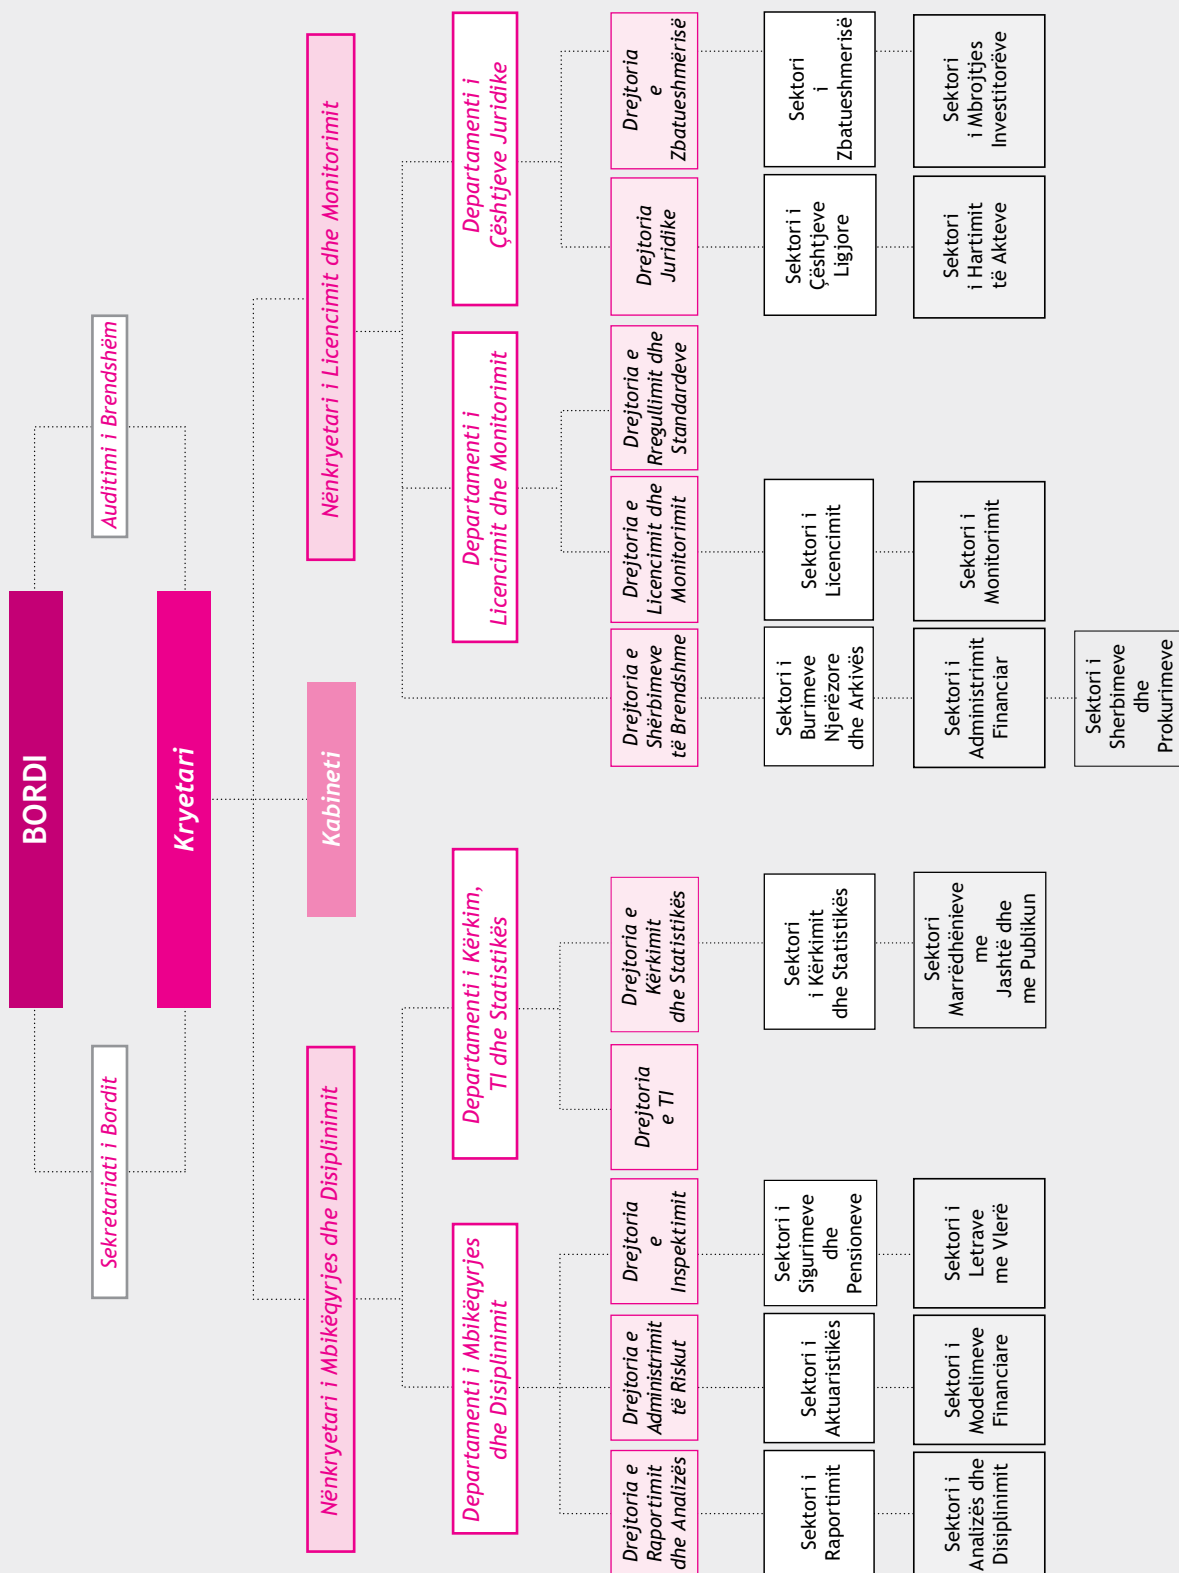 BORDI
Sekretariati i Bordit
Auditimi i Brendshëm
Kryetari
Nënkryetari i Mbikëqyrjes dhe Disiplinimit
Kabineti
Nënkryetari i Licencimit dhe Monitorimit
Departamenti i Mbikëqyrjes
dhe Disiplinimit
Departamenti i Kërkim,
TI dhe Statistikës
Departamenti i
Licencimit dhe Monitorimit
Departamenti i
Çështjeve Juridike
Drejtoria e
Raportimit
dhe Analizës
Drejtoria e
Administrimit
të Riskut
Drejtoria
e
Inspektimit
Drejtoria
e TI
Drejtoria e
Kërkimit
dhe Statistikës
Drejtoria e
Shërbimeve
të Brendshme
Drejtoria e
Licencimit dhe
Monitorimit
Drejtoria e
Rregullimit dhe
Standardeve
Drejtoria
Juridike
Drejtoria
e
Zbatueshmërisë
Sektori i
Raportimit
Sektori i
Aktuaristikës
Sektori i
Sigurimeve
dhe
Pensioneve
Sektori
i Kërkimit
dhe Statistikës
Sektori i
Burimeve
Njerëzore
dhe Arkivës
Sektori i
Licencimit
Sektori i
Çështjeve
Ligjore
Sektori
i
Zbatueshmerisë
Sektori i
Analizës dhe
Disiplinimit
Sektori i
Modelimeve
Financiare
Sektori i
Letrave
me Vlerë
Sektori
Marrëdhënieve
me
Jashtë dhe
me Publikun
Sektori i
Administrimit
Financiar
Sektori i
Monitorimit
Sektori
i Hartimit
të Akteve
Sektori
i Mbrojtjes
Investitorëve
Sektori i
Sherbimeve
dhe
Prokurimeve